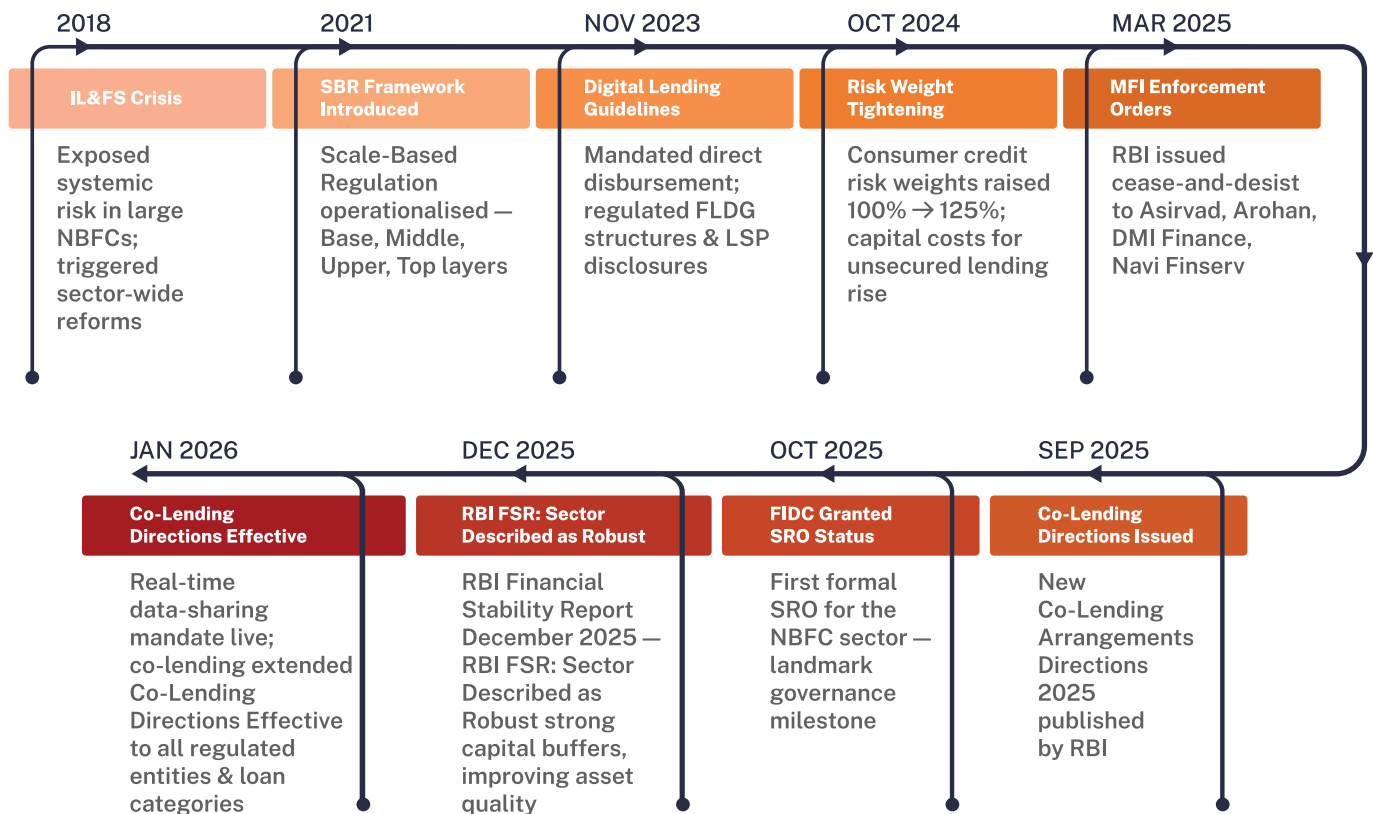 2018
IL&FS Crisis
Exposed
systemic
risk in large
NBFCs;
triggered
sector-wide
reforms
2021
SBR Framework
Introduced
Scale-Based
Regulation
operationalised —
Base, Middle,
Upper, Top layers
NOV 2023
Digital Lending
Guidelines
Mandated direct
disbursement;
regulated FLDG
structures & LSP
disclosures
OCT 2024
Risk Weight
Tightening
Consumer credit
risk weights raised
100% → 125%;
capital costs for
unsecured lending
rise
MAR 2025
MFI Enforcement
Orders
RBI issued
cease-and-desist
to Asirvad, Arohan,
DMI Finance,
Navi Finserv
SEP 2025
Co-Lending
Directions Issued
New
Co-Lending
Arrangements
Directions
2025
published
by RBI
OCT 2025
FIDC Granted
SRO Status
First formal
SRO for the
NBFC sector —
landmark
governance
milestone
DEC 2025
RBI FSR: Sector
Described as Robust
RBI Financial
Stability Report
December 2025 —
RBI FSR: Sector
Described as
Robust strong
capital buffers,
improving asset
quality
JAN 2026
Co-Lending
Directions Effective
Real-time
data-sharing
mandate live;
co-lending extended
Co-Lending
Directions Effective
to all regulated
entities & loan
categories